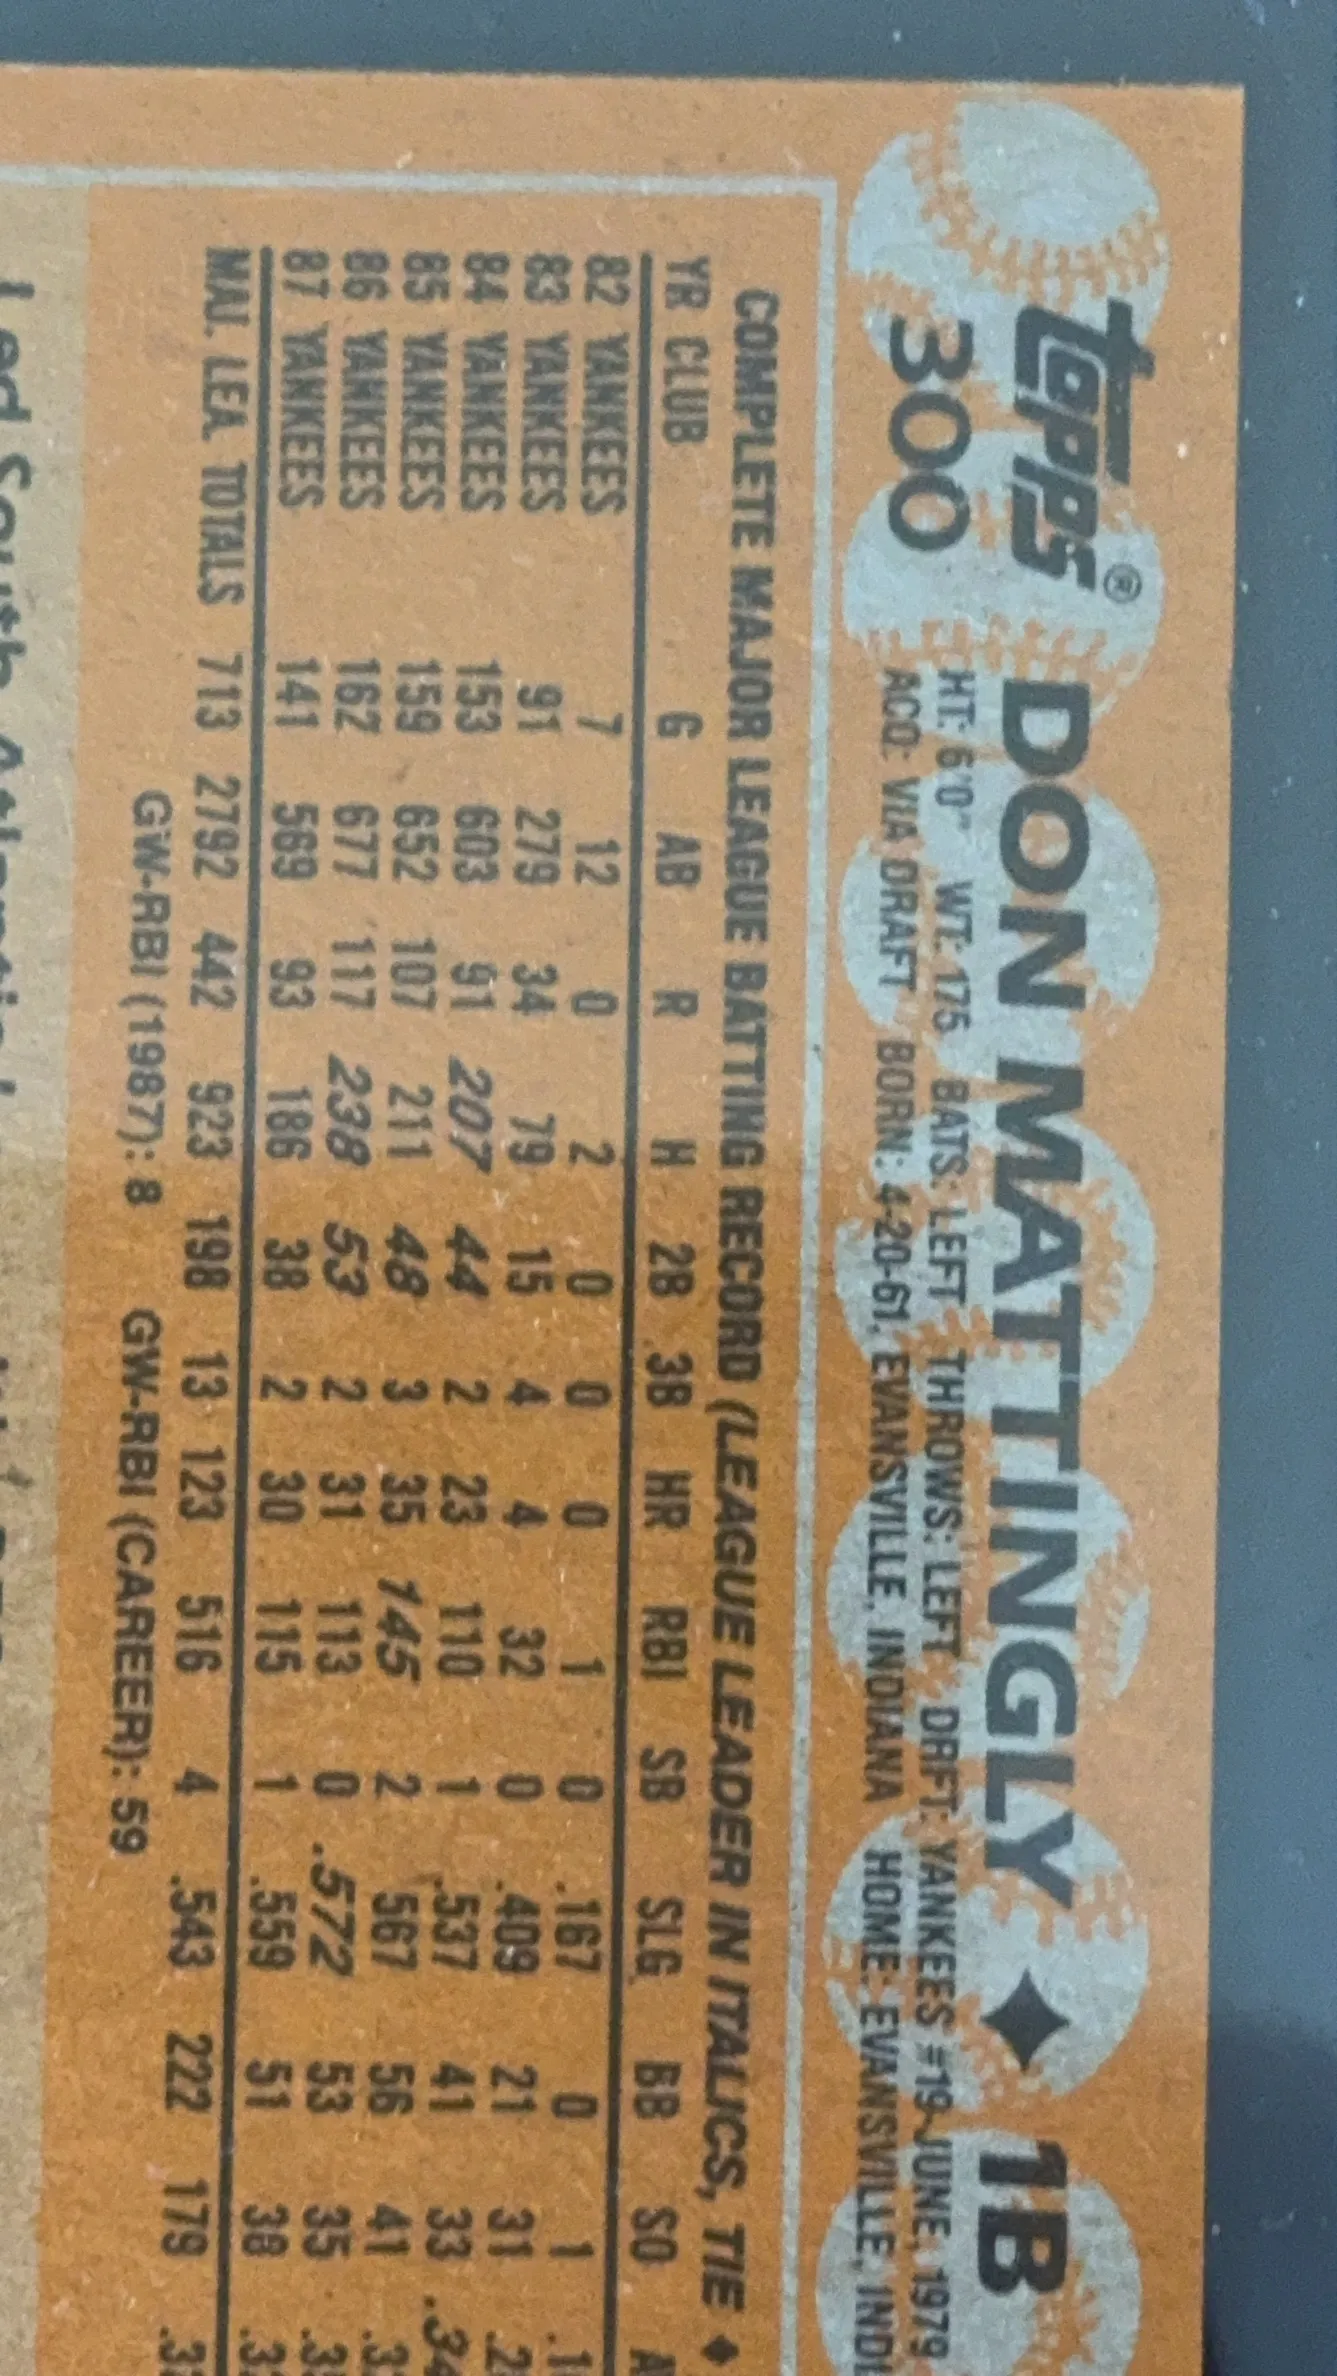 topps® DON MATTINGLY ♦ 1B
300 HT: 6'0" WT: 175 BATS: LEFT THROWS: LEFT DRAFT: YANKEES #19-JUNE, 1979
ACQ: VIA DRAFT BORN: 4-20-61, EVANSVILLE, INDIANA HOME: EVANSVILLE, INDI
COMPLETE MAJOR LEAGUE BATTING RECORD (LEAGUE LEADER IN ITALICS, TIE ♦
YR CLUB G AB R H 2B 3B HR RBI SB SLG BB SO A
82 YANKEES 7 12 0 2 0 0 0 1 0 .167 0 1 .1
83 YANKEES 91 279 34 79 15 4 4 32 0 .409 21 31 .2
84 YANKEES 153 603 91 207 44 2 23 110 1 .537 41 33 .34
85 YANKEES 159 652 107 211 48 3 35 145 2 .567 56 41 .3
86 YANKEES 162 677 117 238 53 2 31 113 0 .572 53 35 .3
87 YANKEES 141 569 93 186 38 2 30 115 1 .559 51 38 .3
MAJ. LEA. TOTALS 713 2792 442 923 198 13 123 516 4 .543 222 179 .3
GW-RBI (1987): 8 GW-RBI (CAREER): 59